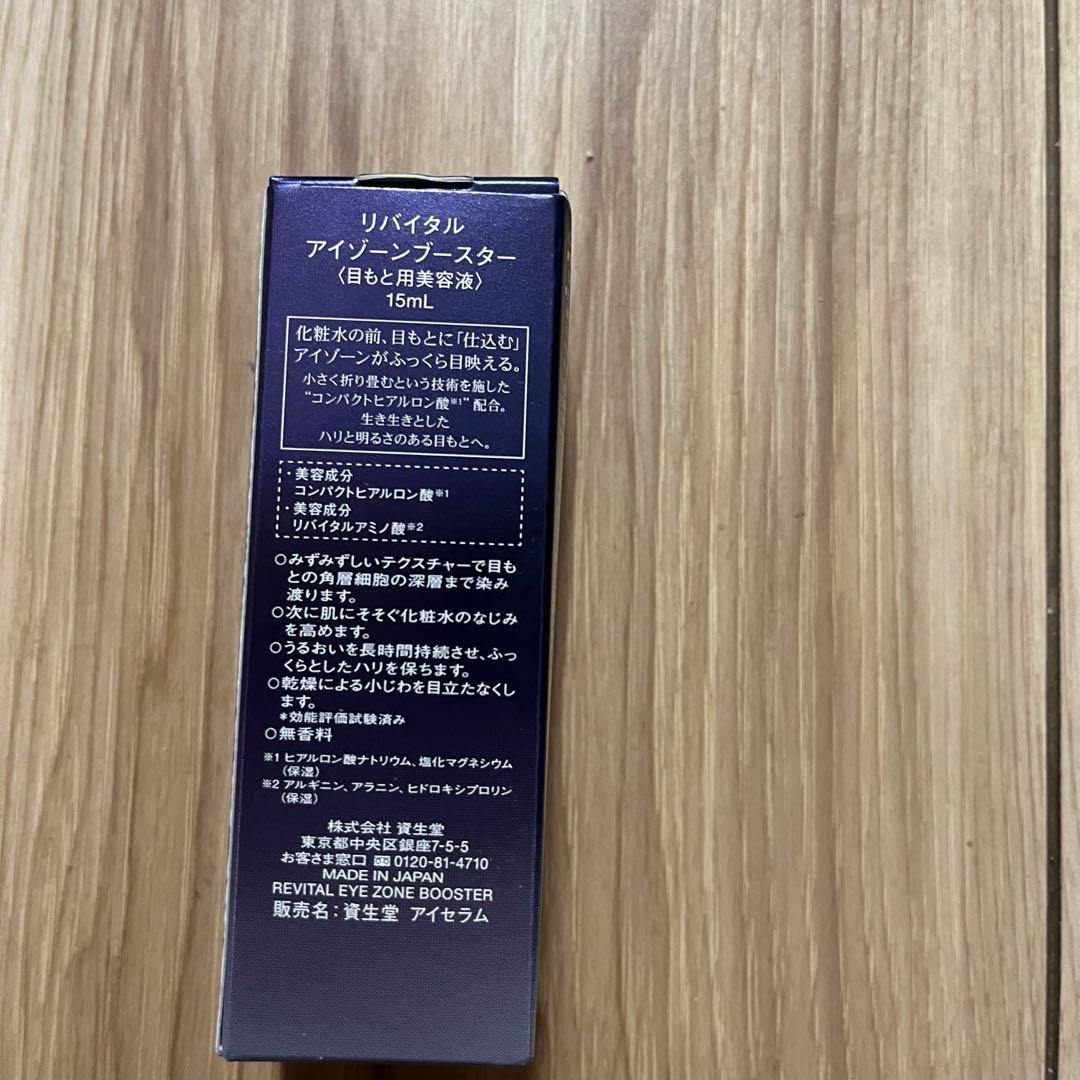 リバイタル
アイゾーンブースター
〈目もと用美容液〉
15mL
化粧水の前、目もとに「仕込む」
アイゾーンがふっくら目映える。
小さく折り畳むという技術を施した
“コンパクトヒアルロン酸※1”配合。
生き生きとした
ハリと明るさのある目もとへ。
・美容成分
コンパクトヒアルロン酸※1
・美容成分
リバイタルアミノ酸※2
○みずみずしいテクスチャーで目も
との角層細胞の深層まで染み
渡ります。
○次に肌にそそぐ化粧水のなじみ
を高めます。
○うるおいを長時間持続させ、ふっ
くらとしたハリを保ちます。
○乾燥による小じわを目立たなくし
ます。
*効能評価試験済み
○無香料
※1 ヒアルロン酸ナトリウム、塩化マグネシウム
（保湿）
※2 アルギニン、アラニン、ヒドロキシプロリン
（保湿）
株式会社 資生堂
東京都中央区銀座7-5-5
お客さま窓口 0120-81-4710
MADE IN JAPAN
REVITAL EYE ZONE BOOSTER
販売名：資生堂 アイセラム